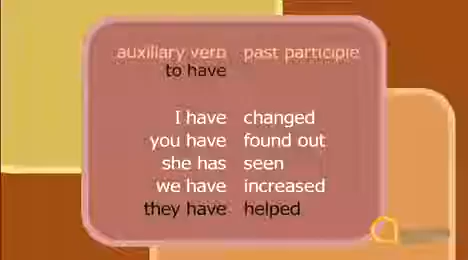 auxiliary verb past participle
to have
I have changed
you have found out
she has seen
we have increased
they have helped